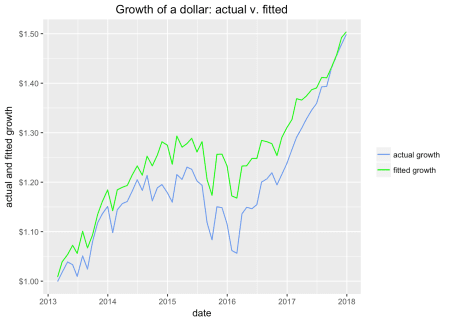 Growth of a dollar: actual v. fitted
actual and fitted growth
$1.50
$1.40
$1.30
$1.20
$1.10
$1.00
2013
2014
2015
2016
2017
2018
date
actual growth
fitted growth